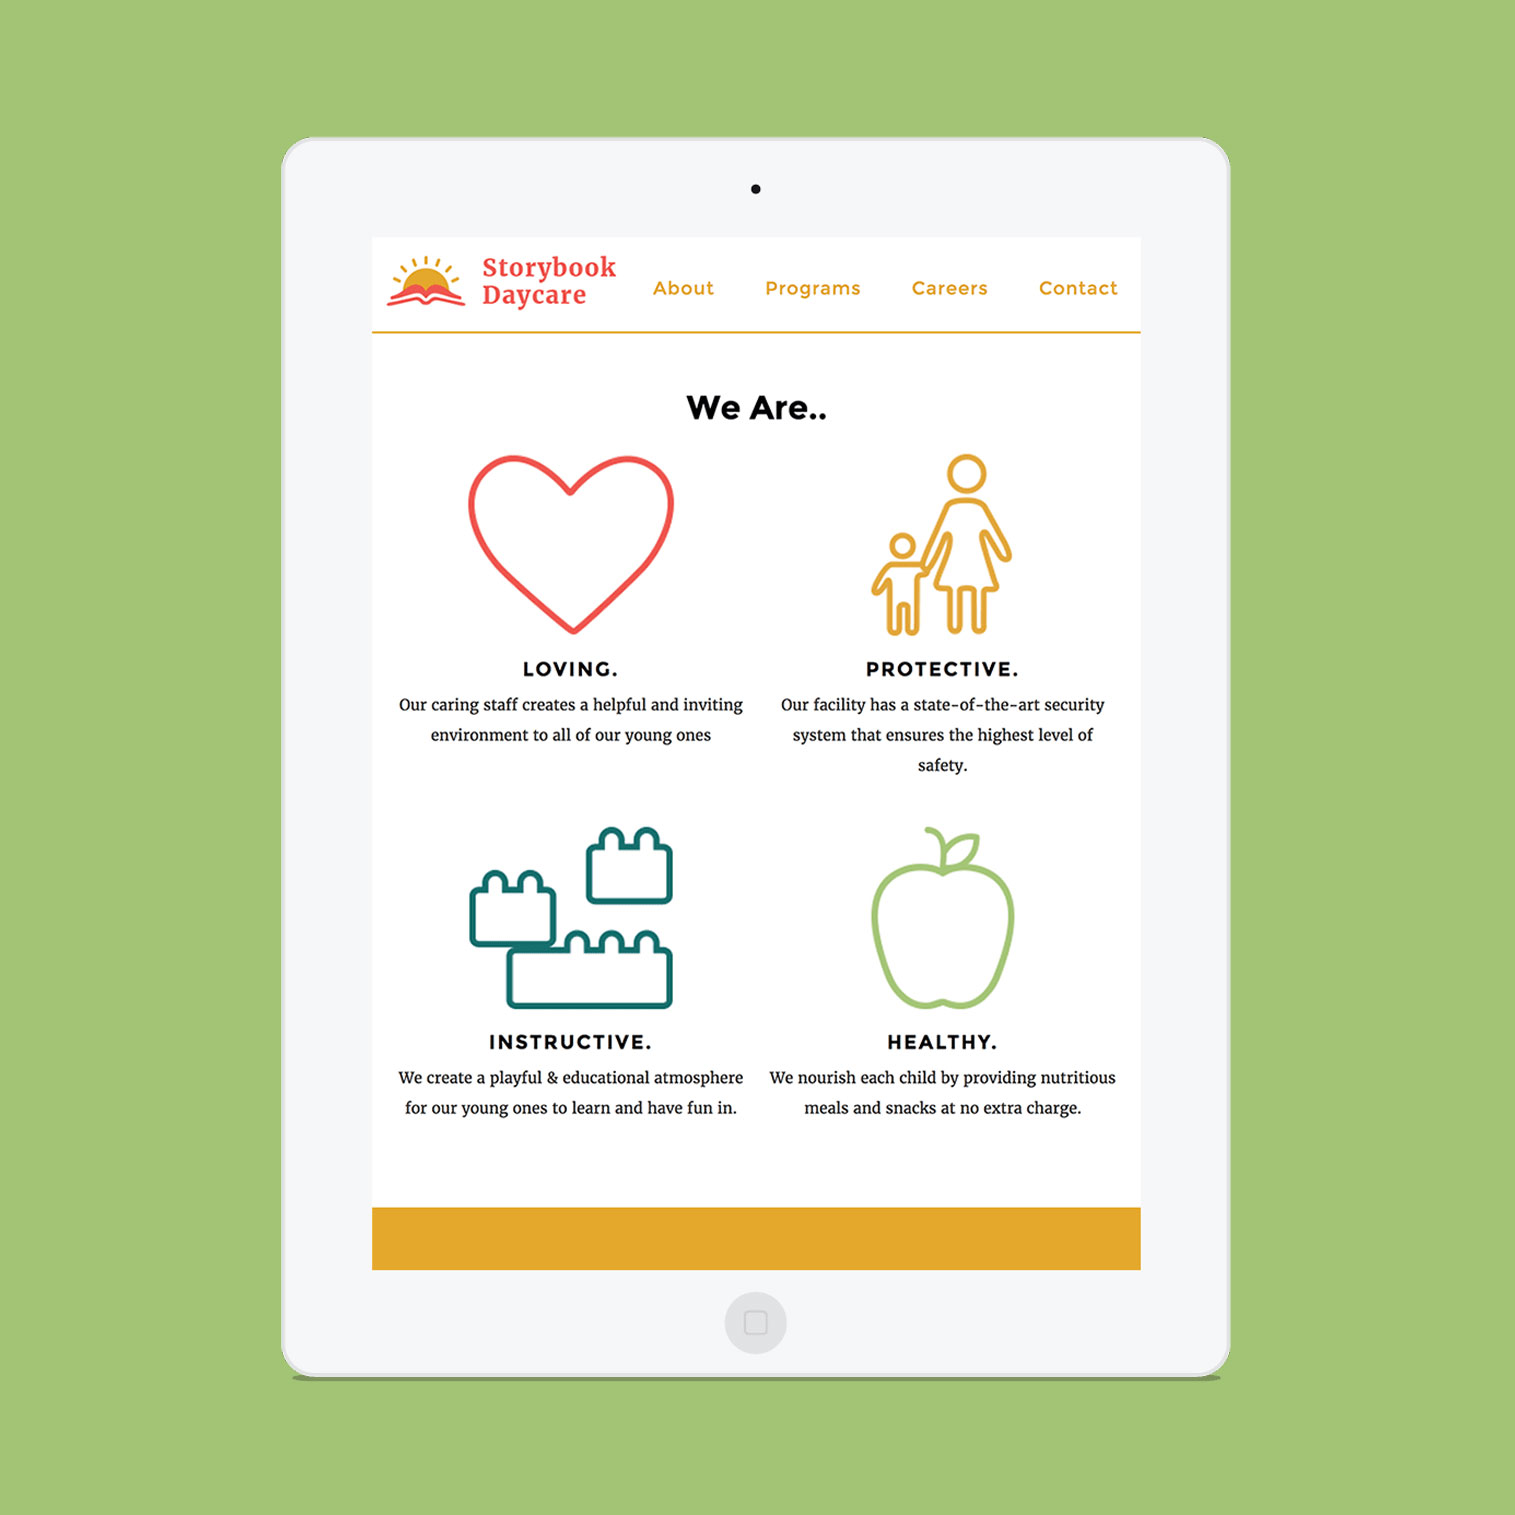 Storybook
Daycare
About Programs Careers Contact
We Are..
LOVING.
Our caring staff creates a helpful and inviting
environment to all of our young ones
PROTECTIVE.
Our facility has a state-of-the-art security
system that ensures the highest level of
safety.
INSTRUCTIVE.
We create a playful & educational atmosphere
for our young ones to learn and have fun in.
HEALTHY.
We nourish each child by providing nutritious
meals and snacks at no extra charge.